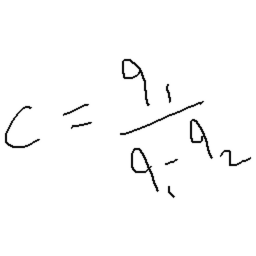 c = q₁ / (q₁ - q₂)